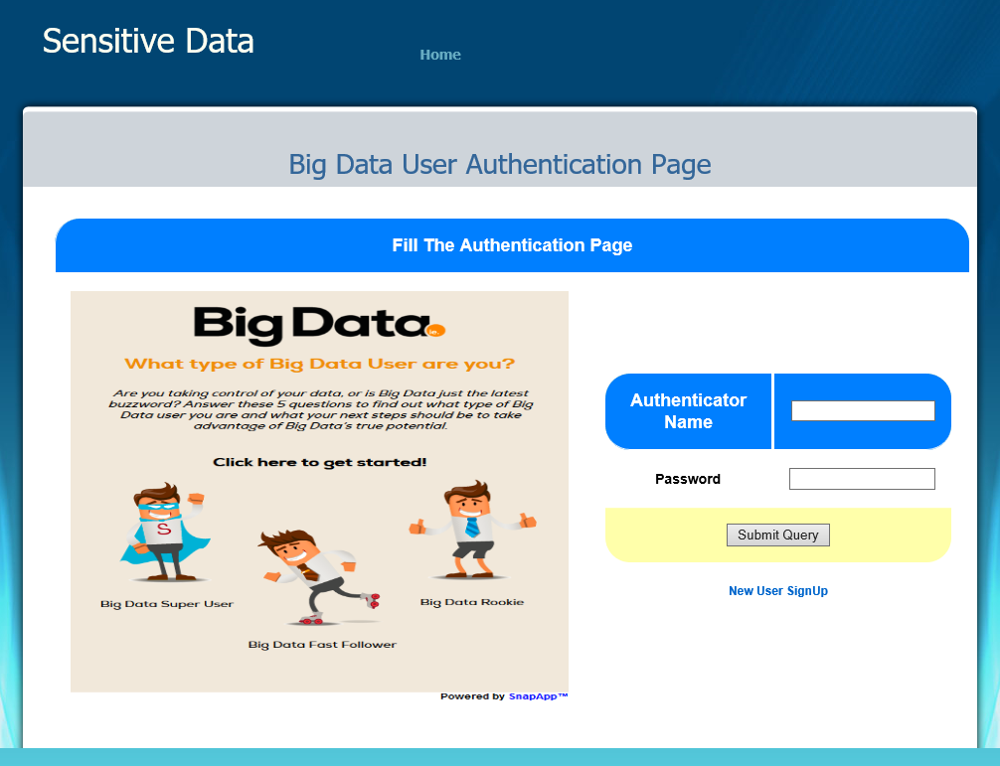 Sensitive Data
Home
Big Data User Authentication Page
Fill The Authentication Page
Big Data ie.
What type of Big Data User are you?
Are you taking control of your data, or is Big Data just the latest
buzzword? Answer these 5 questions to find out what type of Big
Data user you are and what your next steps should be to take
advantage of Big Data's true potential.
Click here to get started!
S
Big Data Super User
Big Data Fast Follower
Big Data Rookie
Powered by SnapApp™
Authenticator
Name
Password
Submit Query
New User SignUp